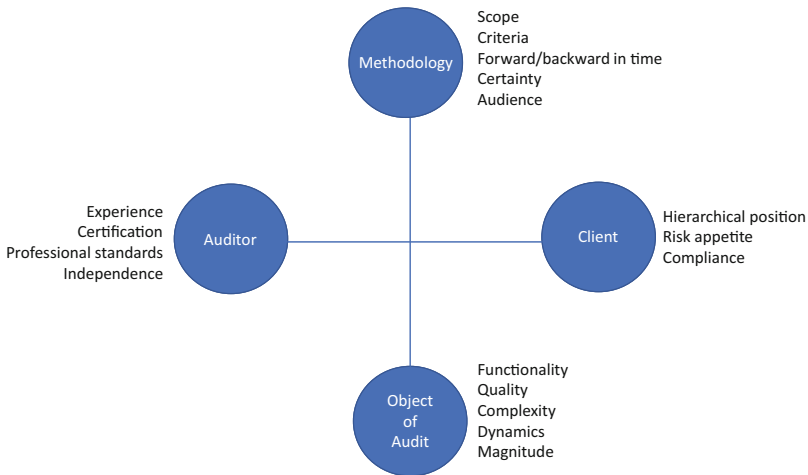 Methodology
Scope
Criteria
Forward/backward in time
Certainty
Audience
Experience
Certification
Professional standards
Independence
Auditor
Client
Hierarchical position
Risk appetite
Compliance
Object
of
Audit
Functionality
Quality
Complexity
Dynamics
Magnitude